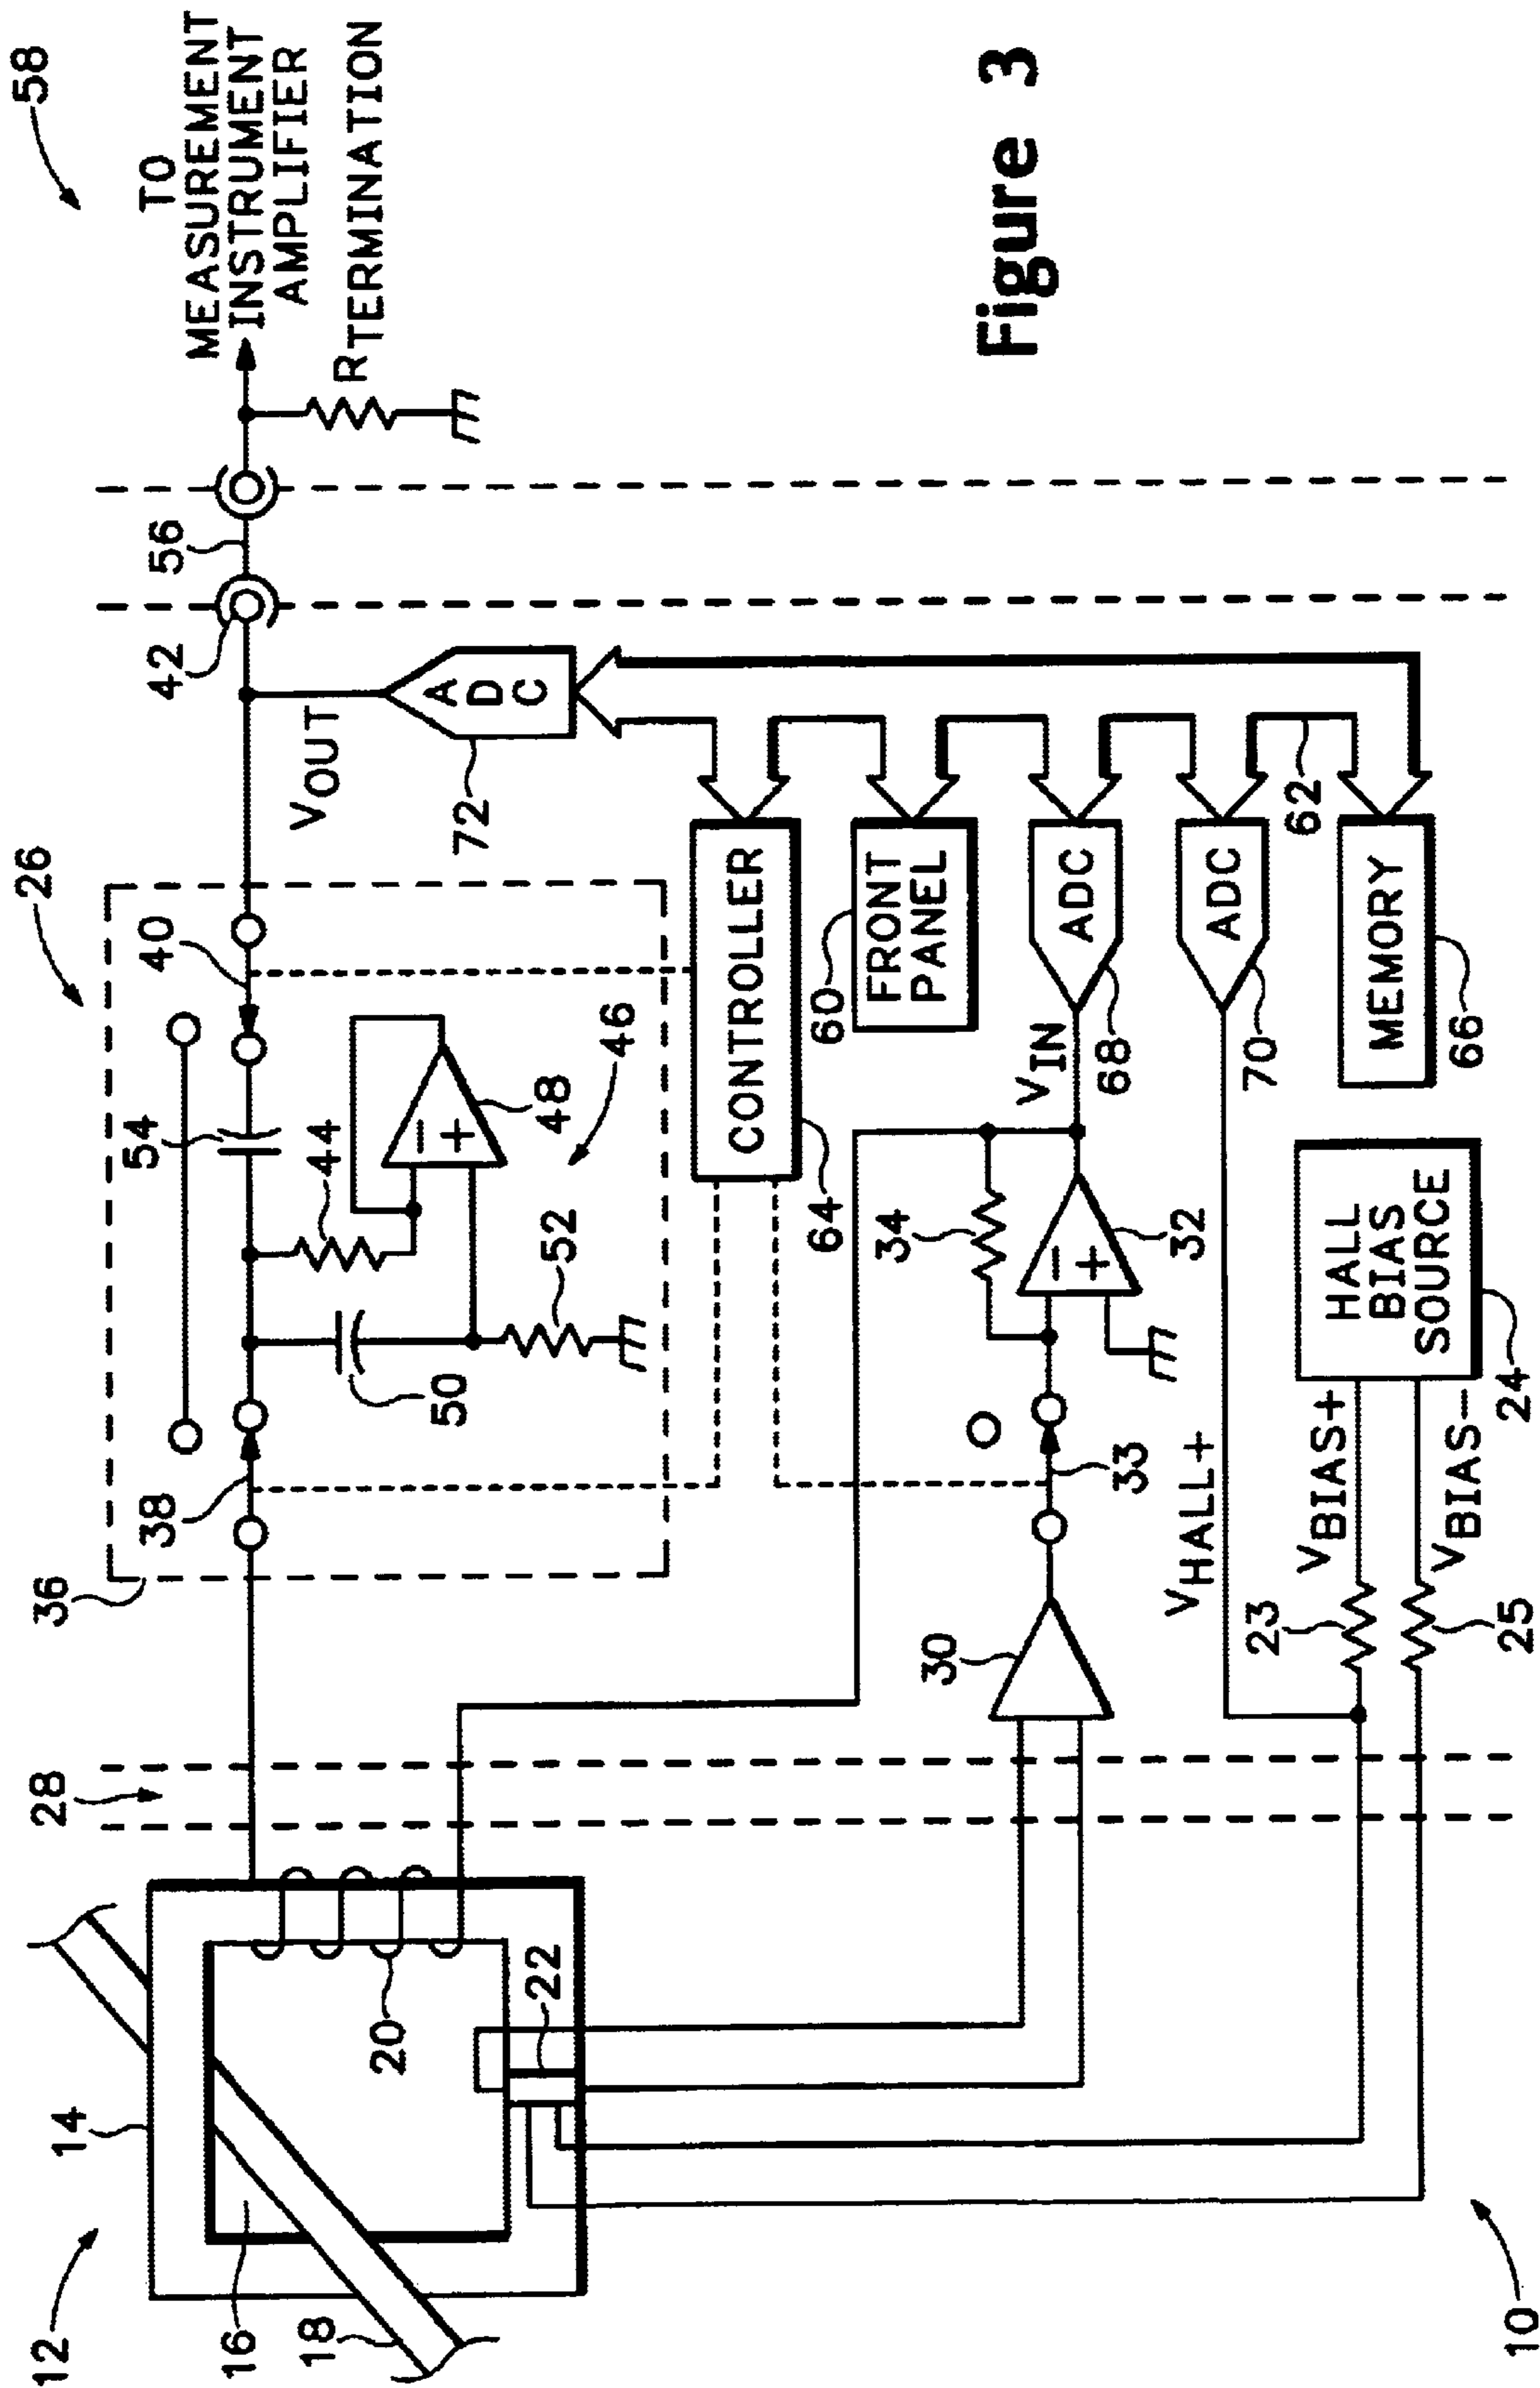 58
TO
MEASUREMENT
INSTRUMENT
AMPLIFIER
RTERMINATION
Figure 3
26
36
38
40
42
56
54
44
50
46
48
52
VOUT
72
A
D
C
CONTROLLER
64
60
FRONT
PANEL
VIN
ADC
68
ADC
70
62
MEMORY
66
34
32
33
30
VHALL+
HALL
BIAS
SOURCE
24
VBIAS+
VBIAS−
23
25
28
12
14
16
18
20
22
10
−
+
−
+